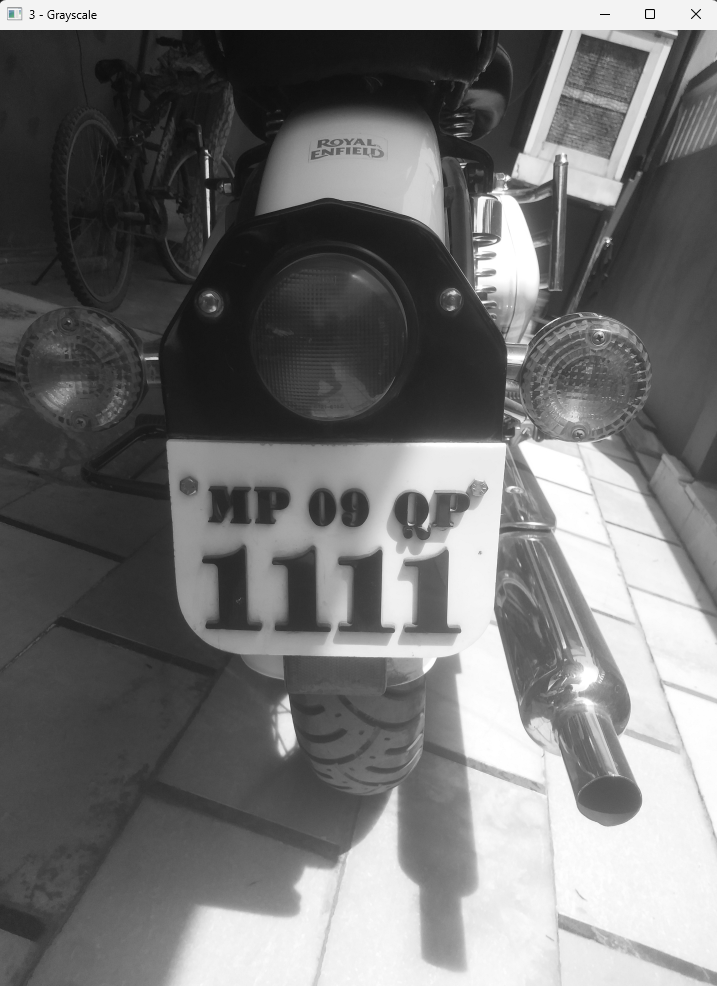 3 - Grayscale
ROYAL
ENFIELD
MP 09 QP
1111